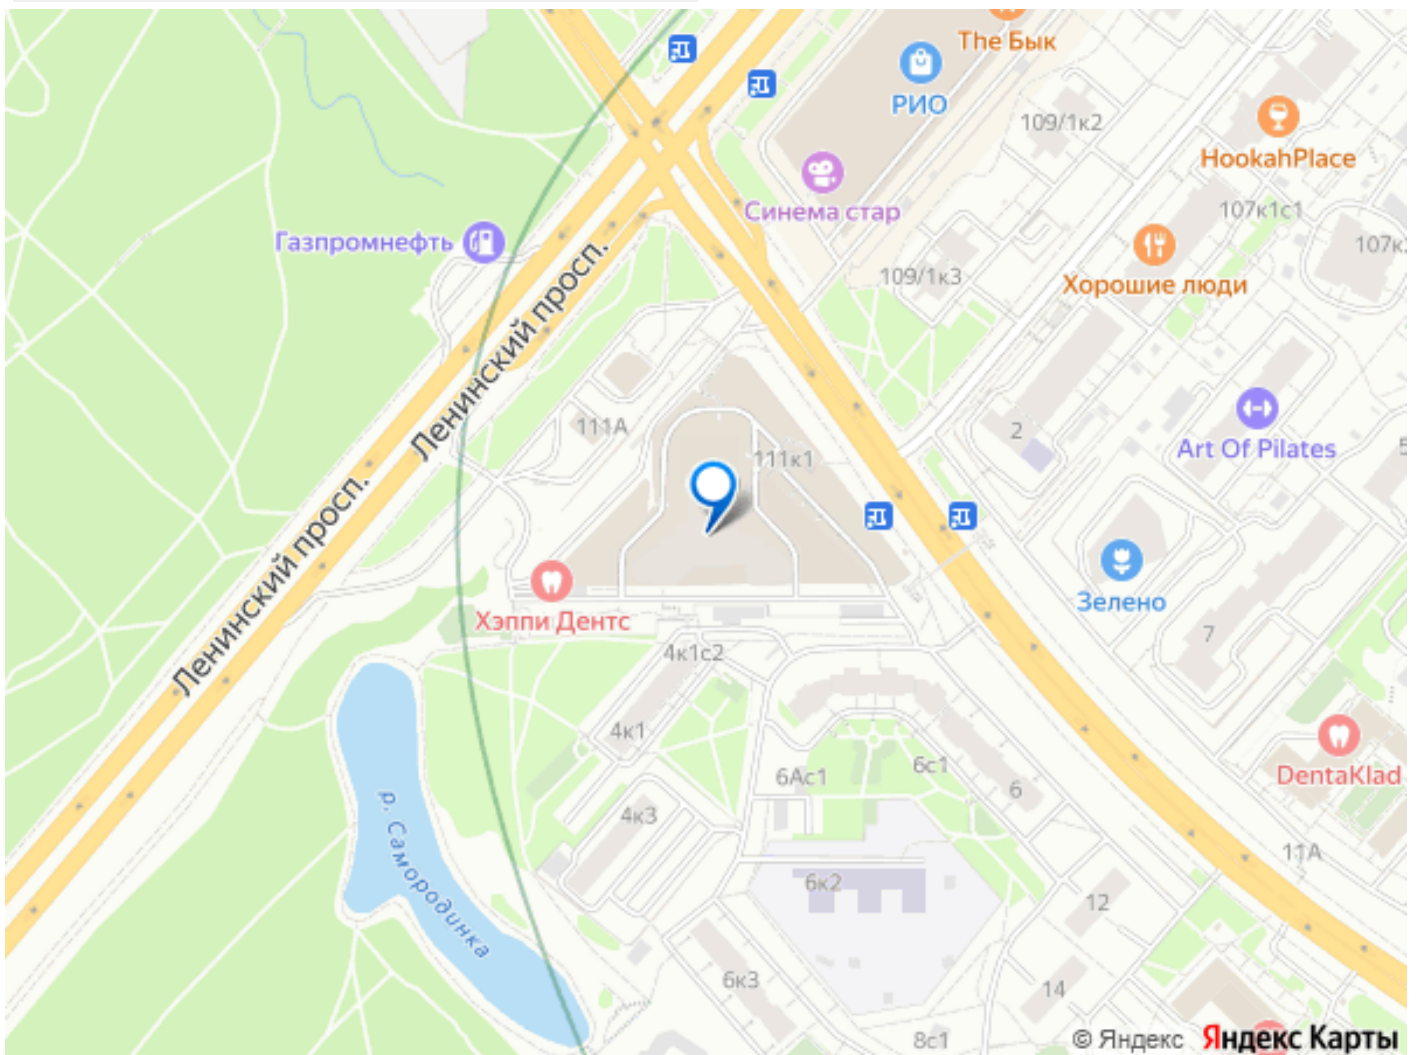 The Бык
РИО
109/1к2
HookahPlace
Синема стар
107к1с1
Газпромнефть
107к
109/1к3
Хорошие люди
Ленинский просп.
111А
2
Art Of Pilates
111к1
Ленинский просп.
Зелено
Хэппи Дентс
7
4к1с2
4к1
6с1
6Ас1
6
DentaKlad
4к3
р. Самородинка
11А
6к2
12
6к3
14
8с1
© Яндекс Яндекс Карты